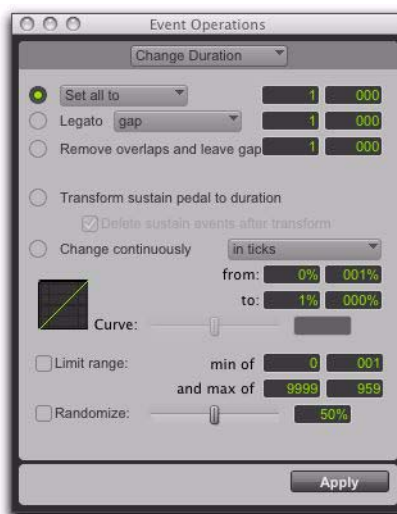 Event Operations
Change Duration
Set all to 1 000
Legato gap 1 000
Remove overlaps and leave gap 1 000
Transform sustain pedal to duration
Delete sustain events after transform
Change continuously in ticks
from: 0% 001%
to: 1% 000%
Curve:
Limit range: min of 0 001
and max of 9999 959
Randomize: 50%
Apply